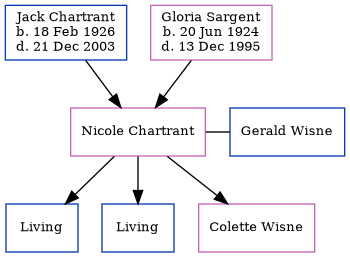 Jack Chartrant
b. 18 Feb 1926
d. 21 Dec 2003
Gloria Sargent
b. 20 Jun 1924
d. 13 Dec 1995
Nicole Chartrant
Gerald Wisne
Living
Living
Colette Wisne